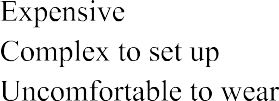 Expensive
Complex to set up
Uncomfortable to wear